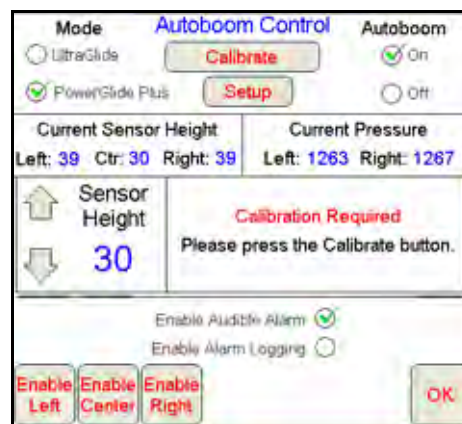 Mode Autoboom Control Autoboom
UltraGlide Calibrate On
PowerGlide Plus Setup Off
Current Sensor Height Current Pressure
Left: 39 Ctr: 30 Right: 39 Left: 1263 Right: 1267
Sensor Height
30
Calibration Required
Please press the Calibrate button.
Enable Audible Alarm
Enable Alarm Logging
Enable Left
Enable Center
Enable Right
OK